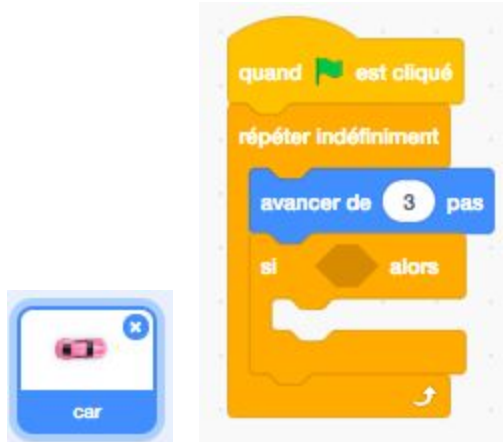 quand est cliqué
répéter indéfiniment
avancer de 3 pas
si alors
car